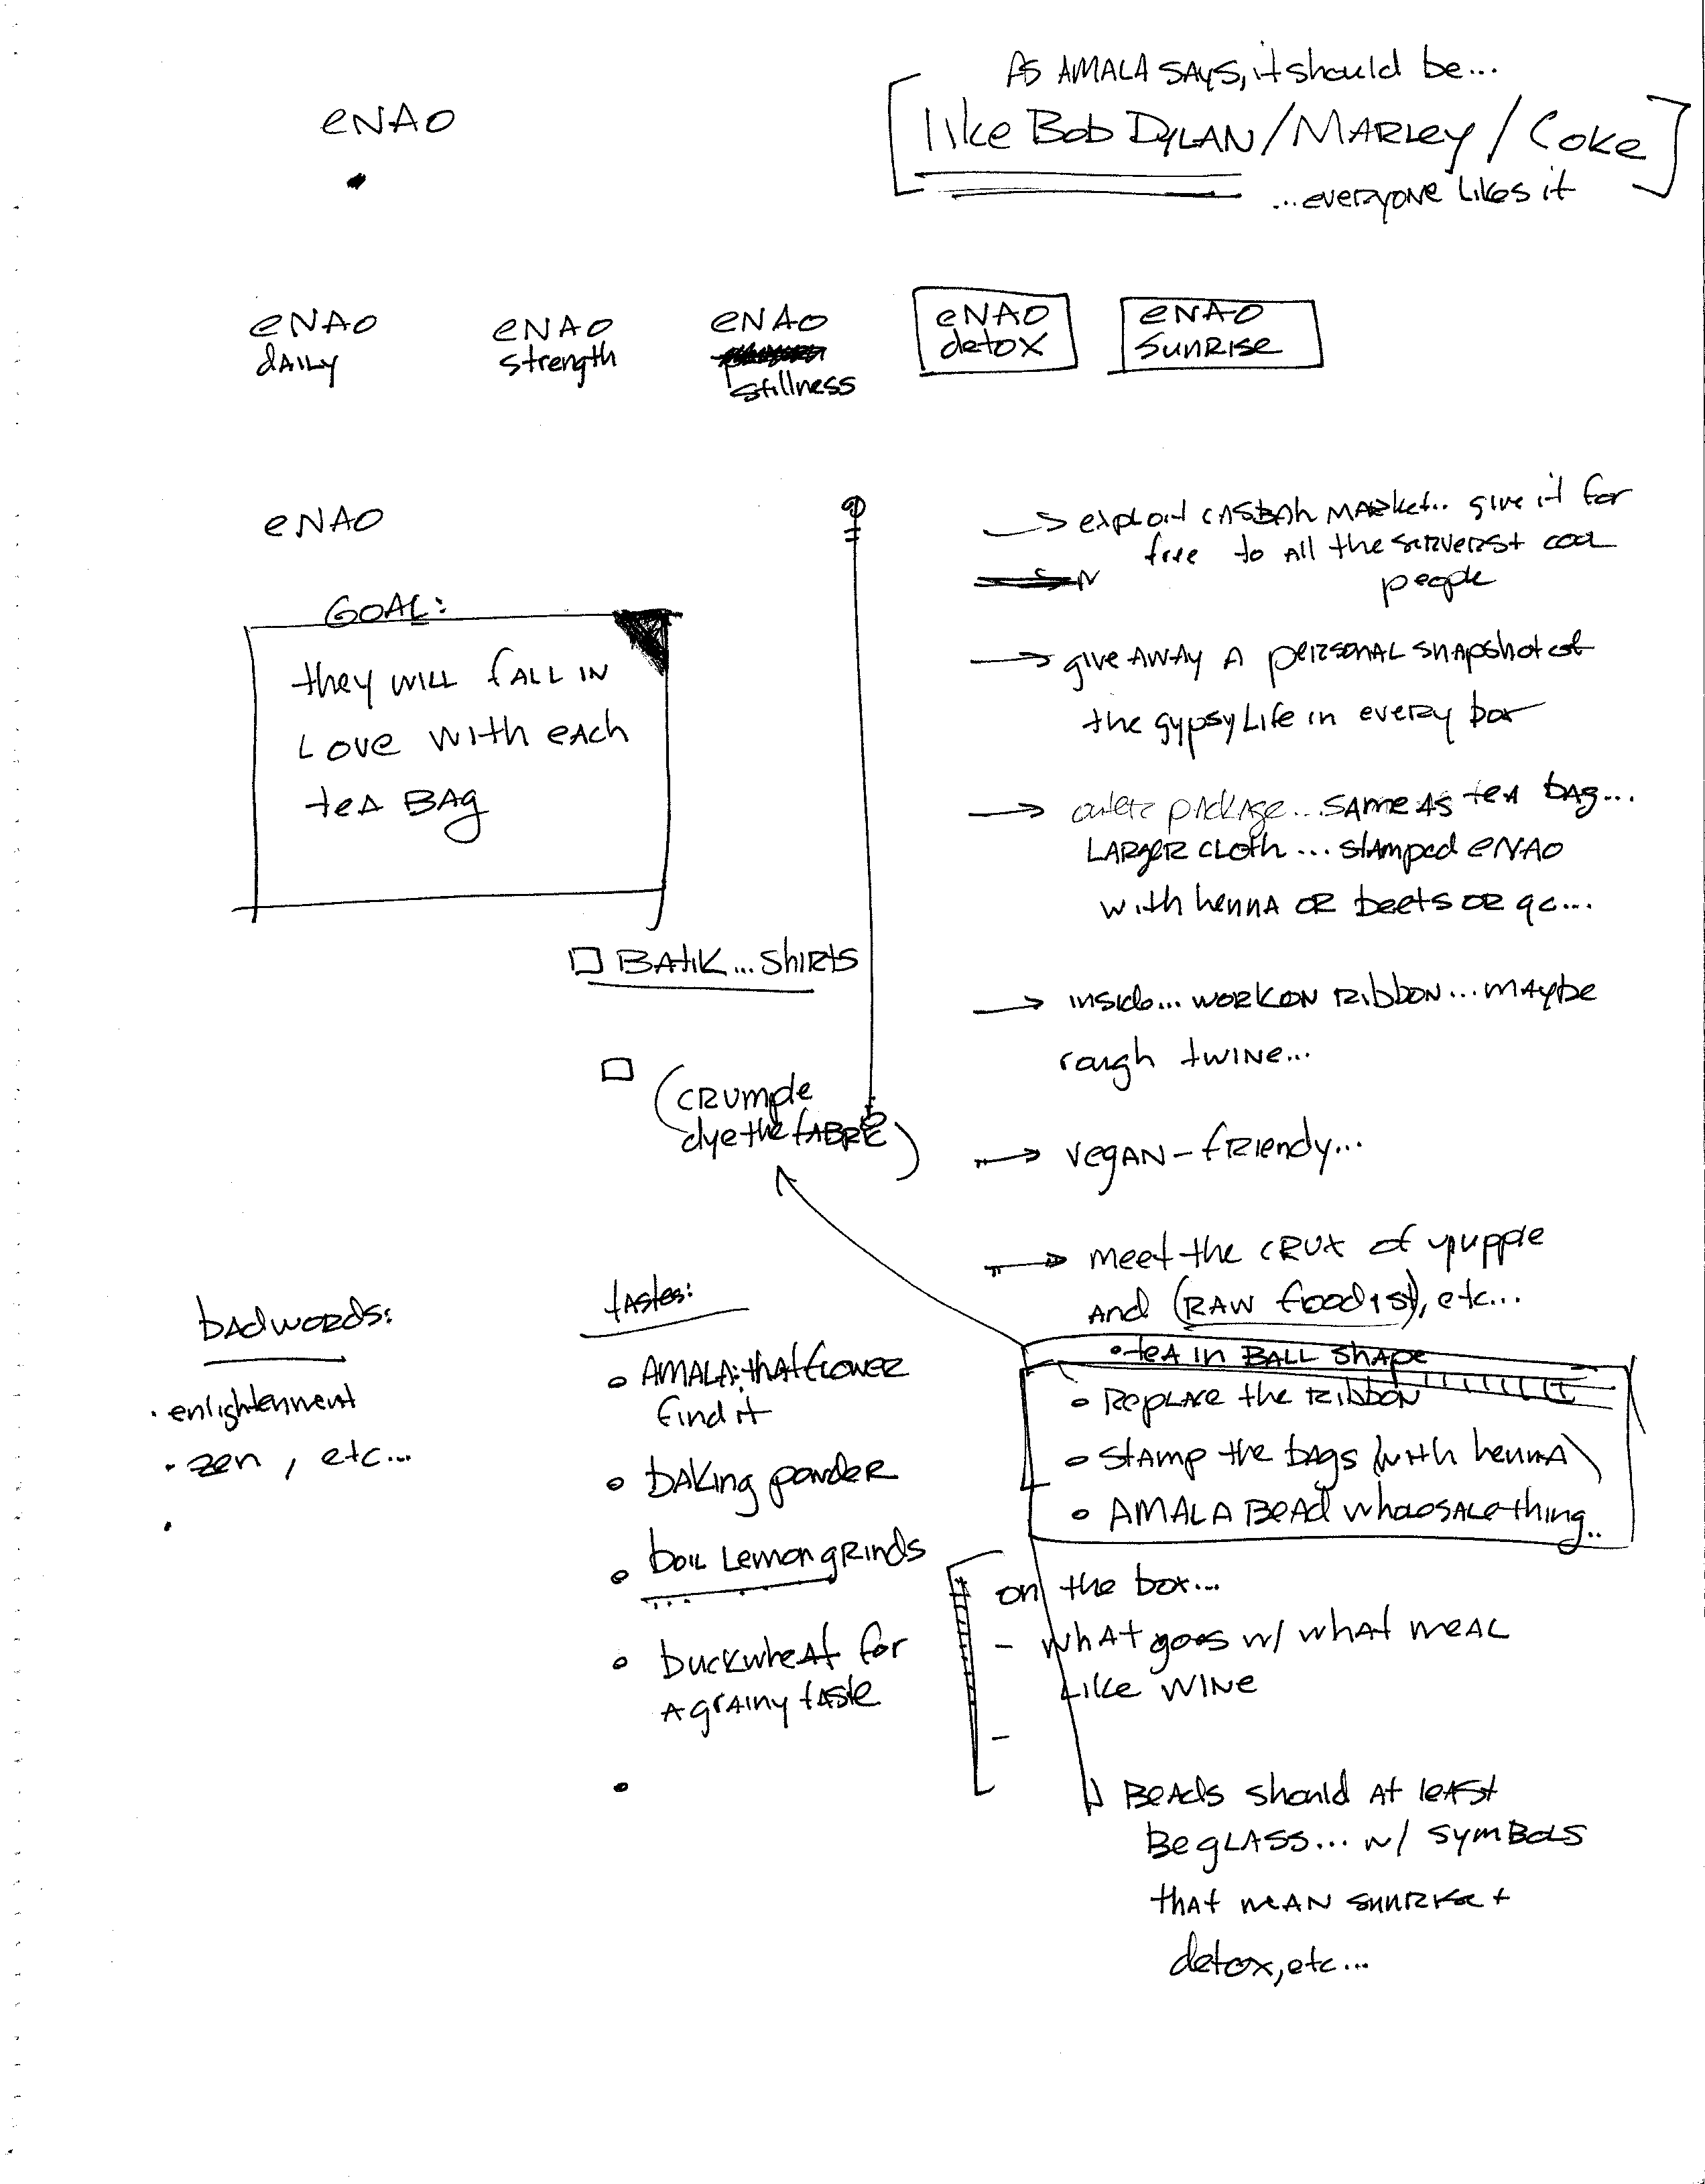 eNAO
As AMALA SAys, it should be...
like Bob DyLAN/MARley/Coke
...everyone likes it
eNAO
dAILy
eNAO
strength
eNAO
stillness
eNAO
detox
eNAO
SunRise
eNAO
GOAL:
they WILL fALL IN
Love with eAch
teA BAg
→ exploit CASBAh MARket.. give it for
free to All the servers + cool
people
→ give AWAy A personAL snApshot of
the gypsy Life in every box
→ outer pAckAge... sAme As teA bAg...
LARgeR cLoth ... stAmped eNAO
with hennA OR beets OR
→ inside... work on Ribbon... mAybe
rough twiNe...
→ vegAN-fRiendy...
→ meet the cRux of yuppie
And (RAW foodist), etc...
□ BAtiK... ShiRts
□ (cRumple
dye the fABRic)
• teA in BALL shApe
• RepLAce the Ribbon
• StAmp the bAgs (with hennA)
• AMALA BeAd whoLesALe thing..
bAd woRds:
• enlightenment
• zen, etc...
tAstes:
• AMALA: thAt fLoweR
find it
• bAking powdeR
• boiL Lemon gRinds
• buckwheAt for
A grAiny tAste
on the box...
- whAt goes w/ whAt meAL
Like WiNe
-
BeAds should At leAst
Be gLASS... w/ symBoLs
thAt meAN sunRise +
detox, etc...